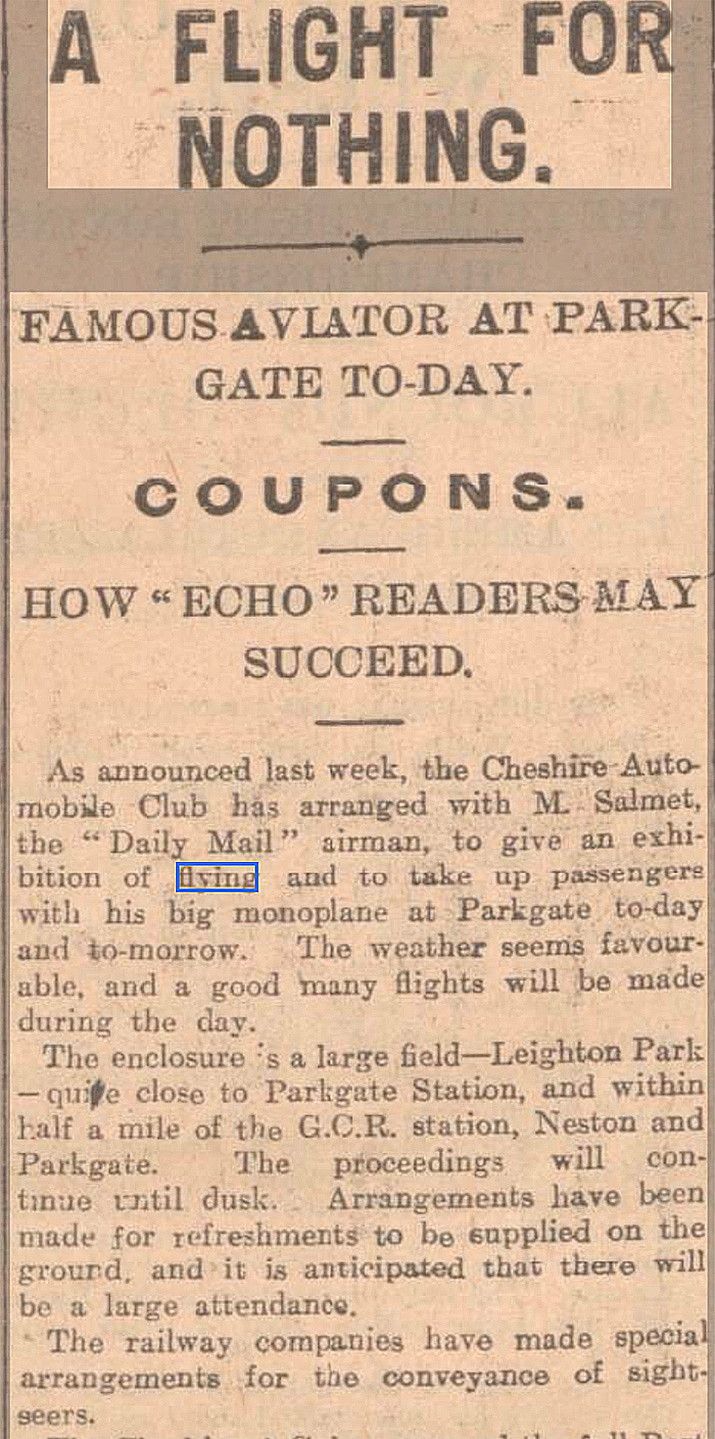 A FLIGHT FOR
NOTHING.
FAMOUS AVIATOR AT PARK-
GATE TO-DAY.
COUPONS.
HOW “ECHO” READERS MAY
SUCCEED.
As announced last week, the Cheshire Auto-
mobile Club has arranged with M. Salmet,
the “Daily Mail” airman, to give an exhi-
bition of flying and to take up passengers
with his big monoplane at Parkgate to-day
and to-morrow. The weather seems favour-
able, and a good many flights will be made
during the day.
The enclosure is a large field—Leighton Park
—quite close to Parkgate Station, and within
half a mile of the G.C.R. station, Neston and
Parkgate. The proceedings will con-
tinue until dusk. Arrangements have been
made for refreshments to be supplied on the
ground, and it is anticipated that there will
be a large attendance.
The railway companies have made special
arrangements for the conveyance of sight-
seers.